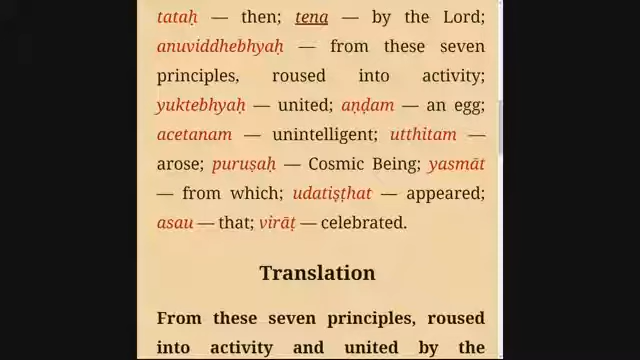 tataḥ — then; tena — by the Lord;
anuviddhebhyaḥ — from these seven
principles, roused into activity;
yuktebhyaḥ — united; aṇḍam — an egg;
acetanam — unintelligent; utthitam —
arose; puruṣaḥ — Cosmic Being; yasmāt
— from which; udatiṣṭhat — appeared;
asau — that; virāṭ — celebrated.
Translation
From these seven principles, roused
into activity and united by the